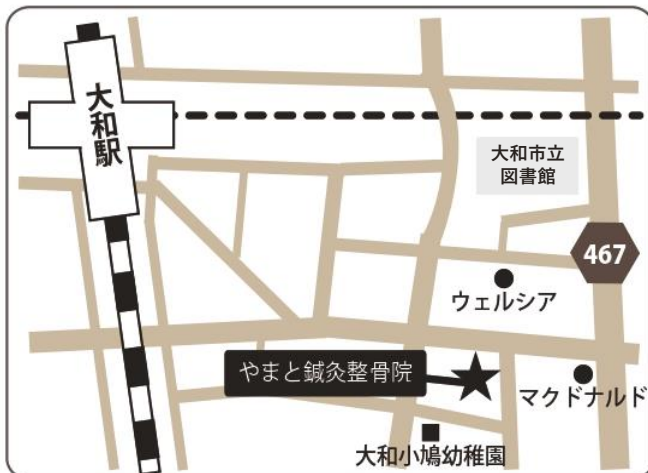 大和駅
大和市立
図書館
467
ウェルシア
やまと鍼灸整骨院
マクドナルド
大和小鳩幼稚園